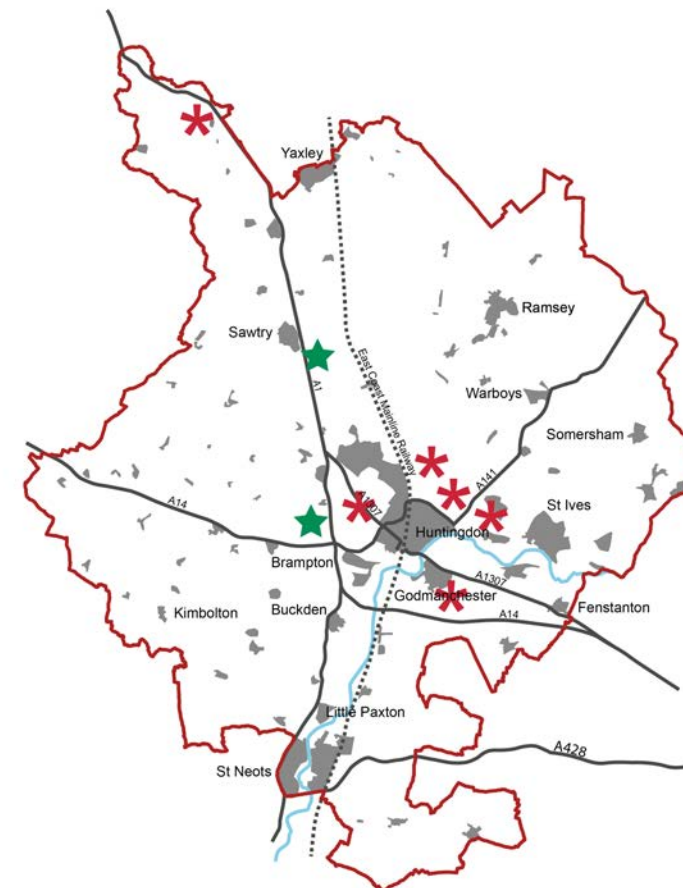 Yaxley
Ramsey
Sawtry
A1
East Coast Mainline Railway
Warboys
Somersham
A141
A14
A1307
St Ives
Huntingdon
Brampton
A1307
Godmanchester
Kimbolton
Buckden
A14
Fenstanton
Little Paxton
A428
St Neots